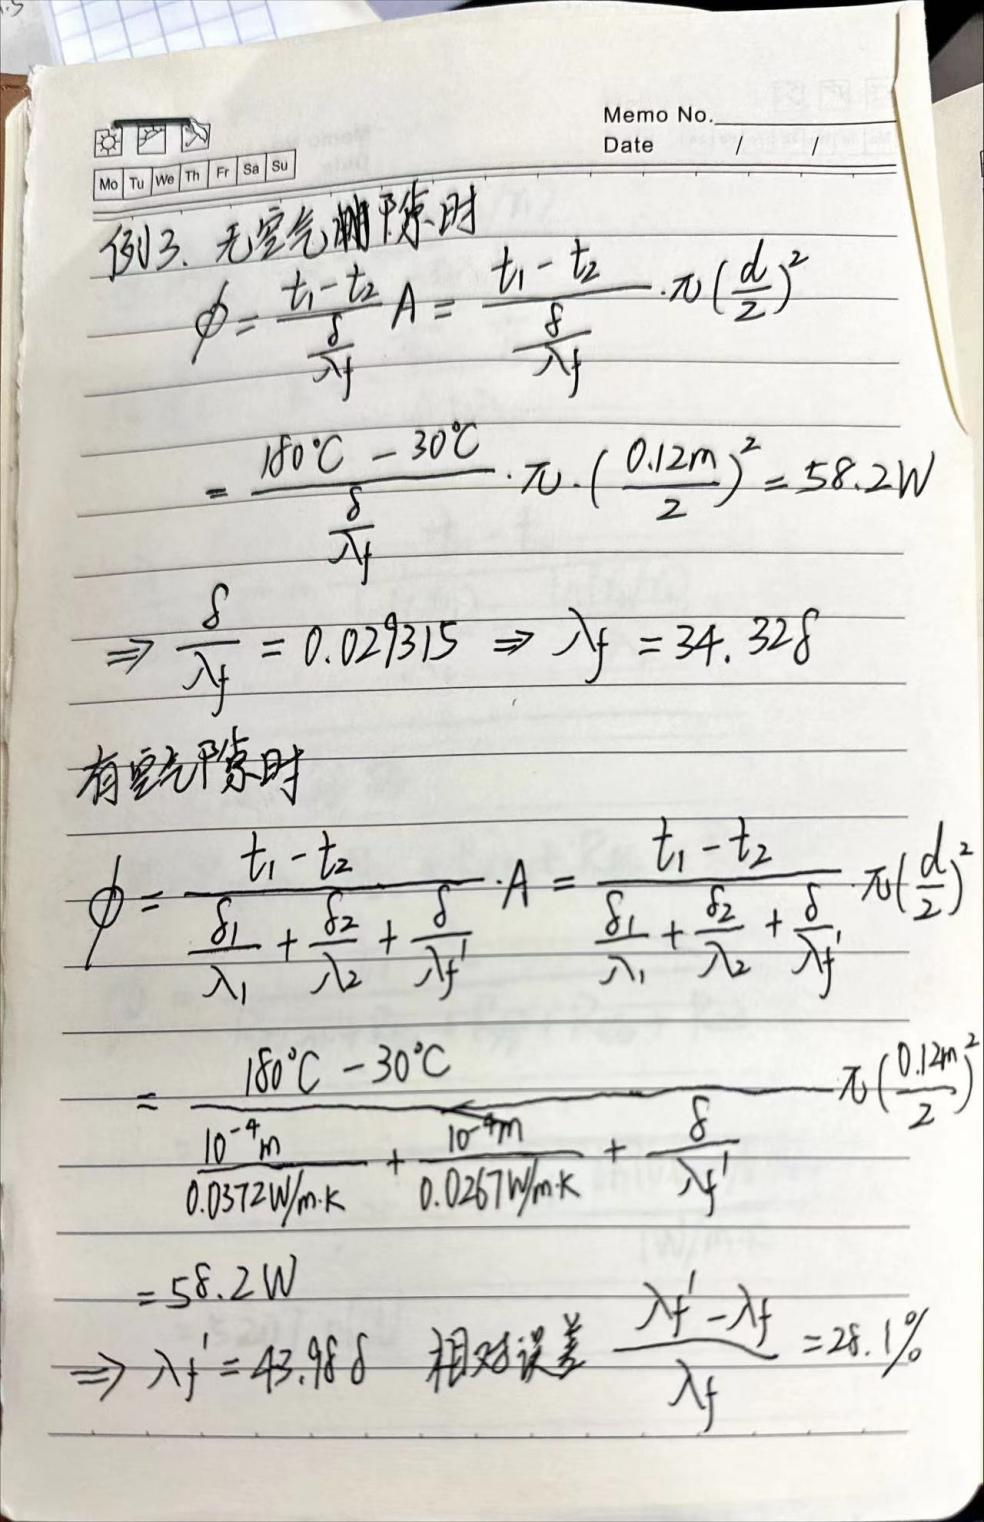 Memo No.
Date / /
Mo Tu We Th Fr Sa Su
例3. 无空气隙时
ϕ = (t₁ - t₂)/(δ/λf) A = (t₁ - t₂)/(δ/λf) · π(d/2)²
= (180℃ - 30℃)/(δ/λf) · π · (0.12m/2)² = 58.2W
⇒ δ/λf = 0.029315 ⇒ λf = 34.32δ
有空气隙时
ϕ = (t₁ - t₂)/(δ₁/λ₁ + δ₂/λ₂ + δ/λf') · A = (t₁ - t₂)/(δ₁/λ₁ + δ₂/λ₂ + δ/λf') π(d/2)²
= (180℃ - 30℃)/(10⁻⁴m/0.0372W/m·K + 10⁻⁴m/0.0267W/m·K + δ/λf') π(0.12m/2)²
= 58.2W
⇒ λf' = 43.98δ 相对误差 (λf' - λf)/λf = 28.1%